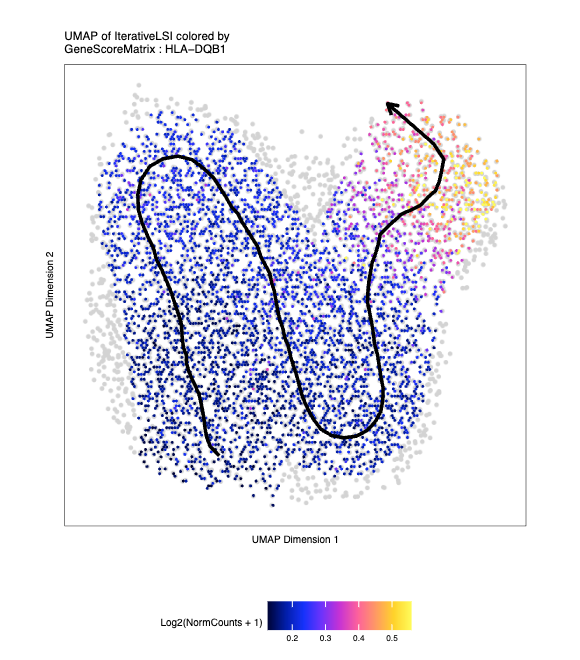 UMAP of IterativeLSI colored by
GeneScoreMatrix : HLA−DQB1
UMAP Dimension 2
UMAP Dimension 1
Log2(NormCounts + 1)
0.2 0.3 0.4 0.5